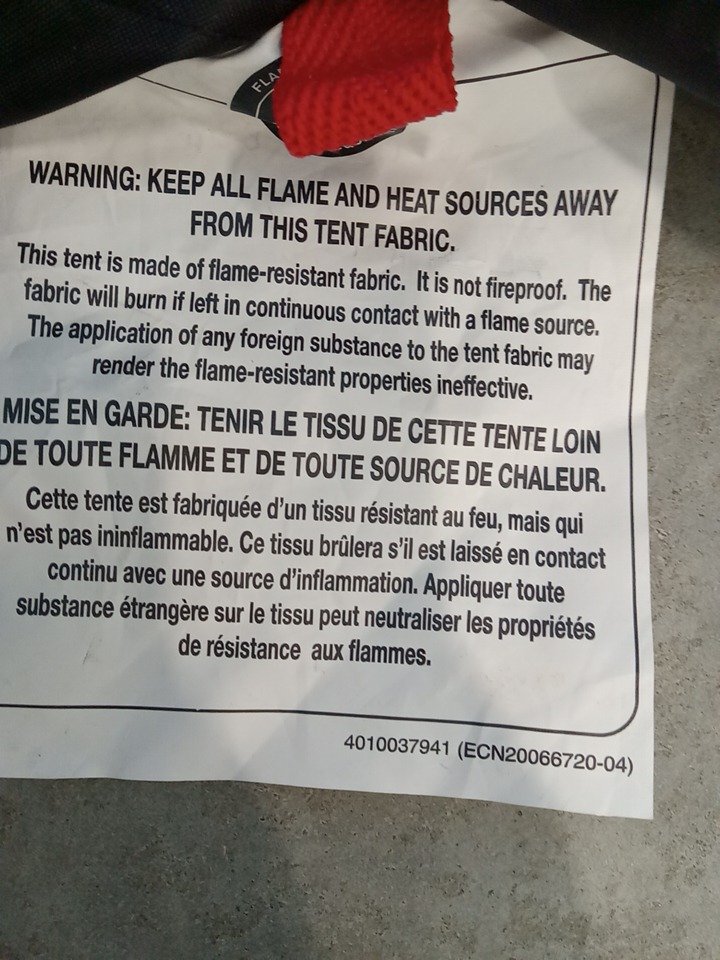 FLA
WARNING: KEEP ALL FLAME AND HEAT SOURCES AWAY
FROM THIS TENT FABRIC.
This tent is made of flame-resistant fabric. It is not fireproof. The
fabric will burn if left in continuous contact with a flame source.
The application of any foreign substance to the tent fabric may
render the flame-resistant properties ineffective.
MISE EN GARDE: TENIR LE TISSU DE CETTE TENTE LOIN
DE TOUTE FLAMME ET DE TOUTE SOURCE DE CHALEUR.
Cette tente est fabriquée d'un tissu résistant au feu, mais qui
n'est pas ininflammable. Ce tissu brûlera s'il est laissé en contact
continu avec une source d'inflammation. Appliquer toute
substance étrangère sur le tissu peut neutraliser les propriétés
de résistance aux flammes.
4010037941 (ECN20066720-04)